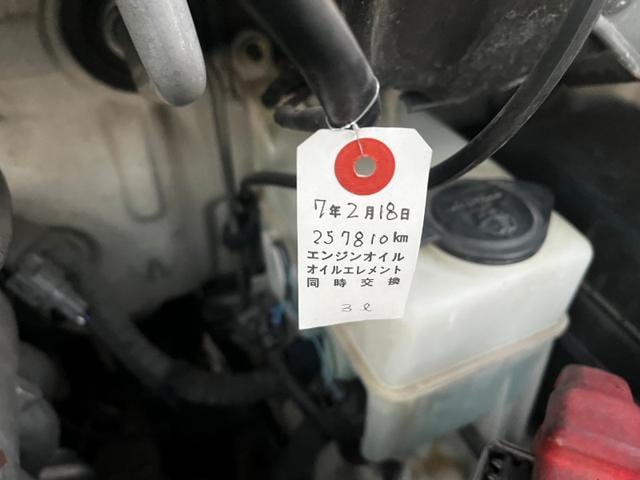 7年2月18日
257810km
エンジンオイル
オイルエレメント
同時交換
3ℓ